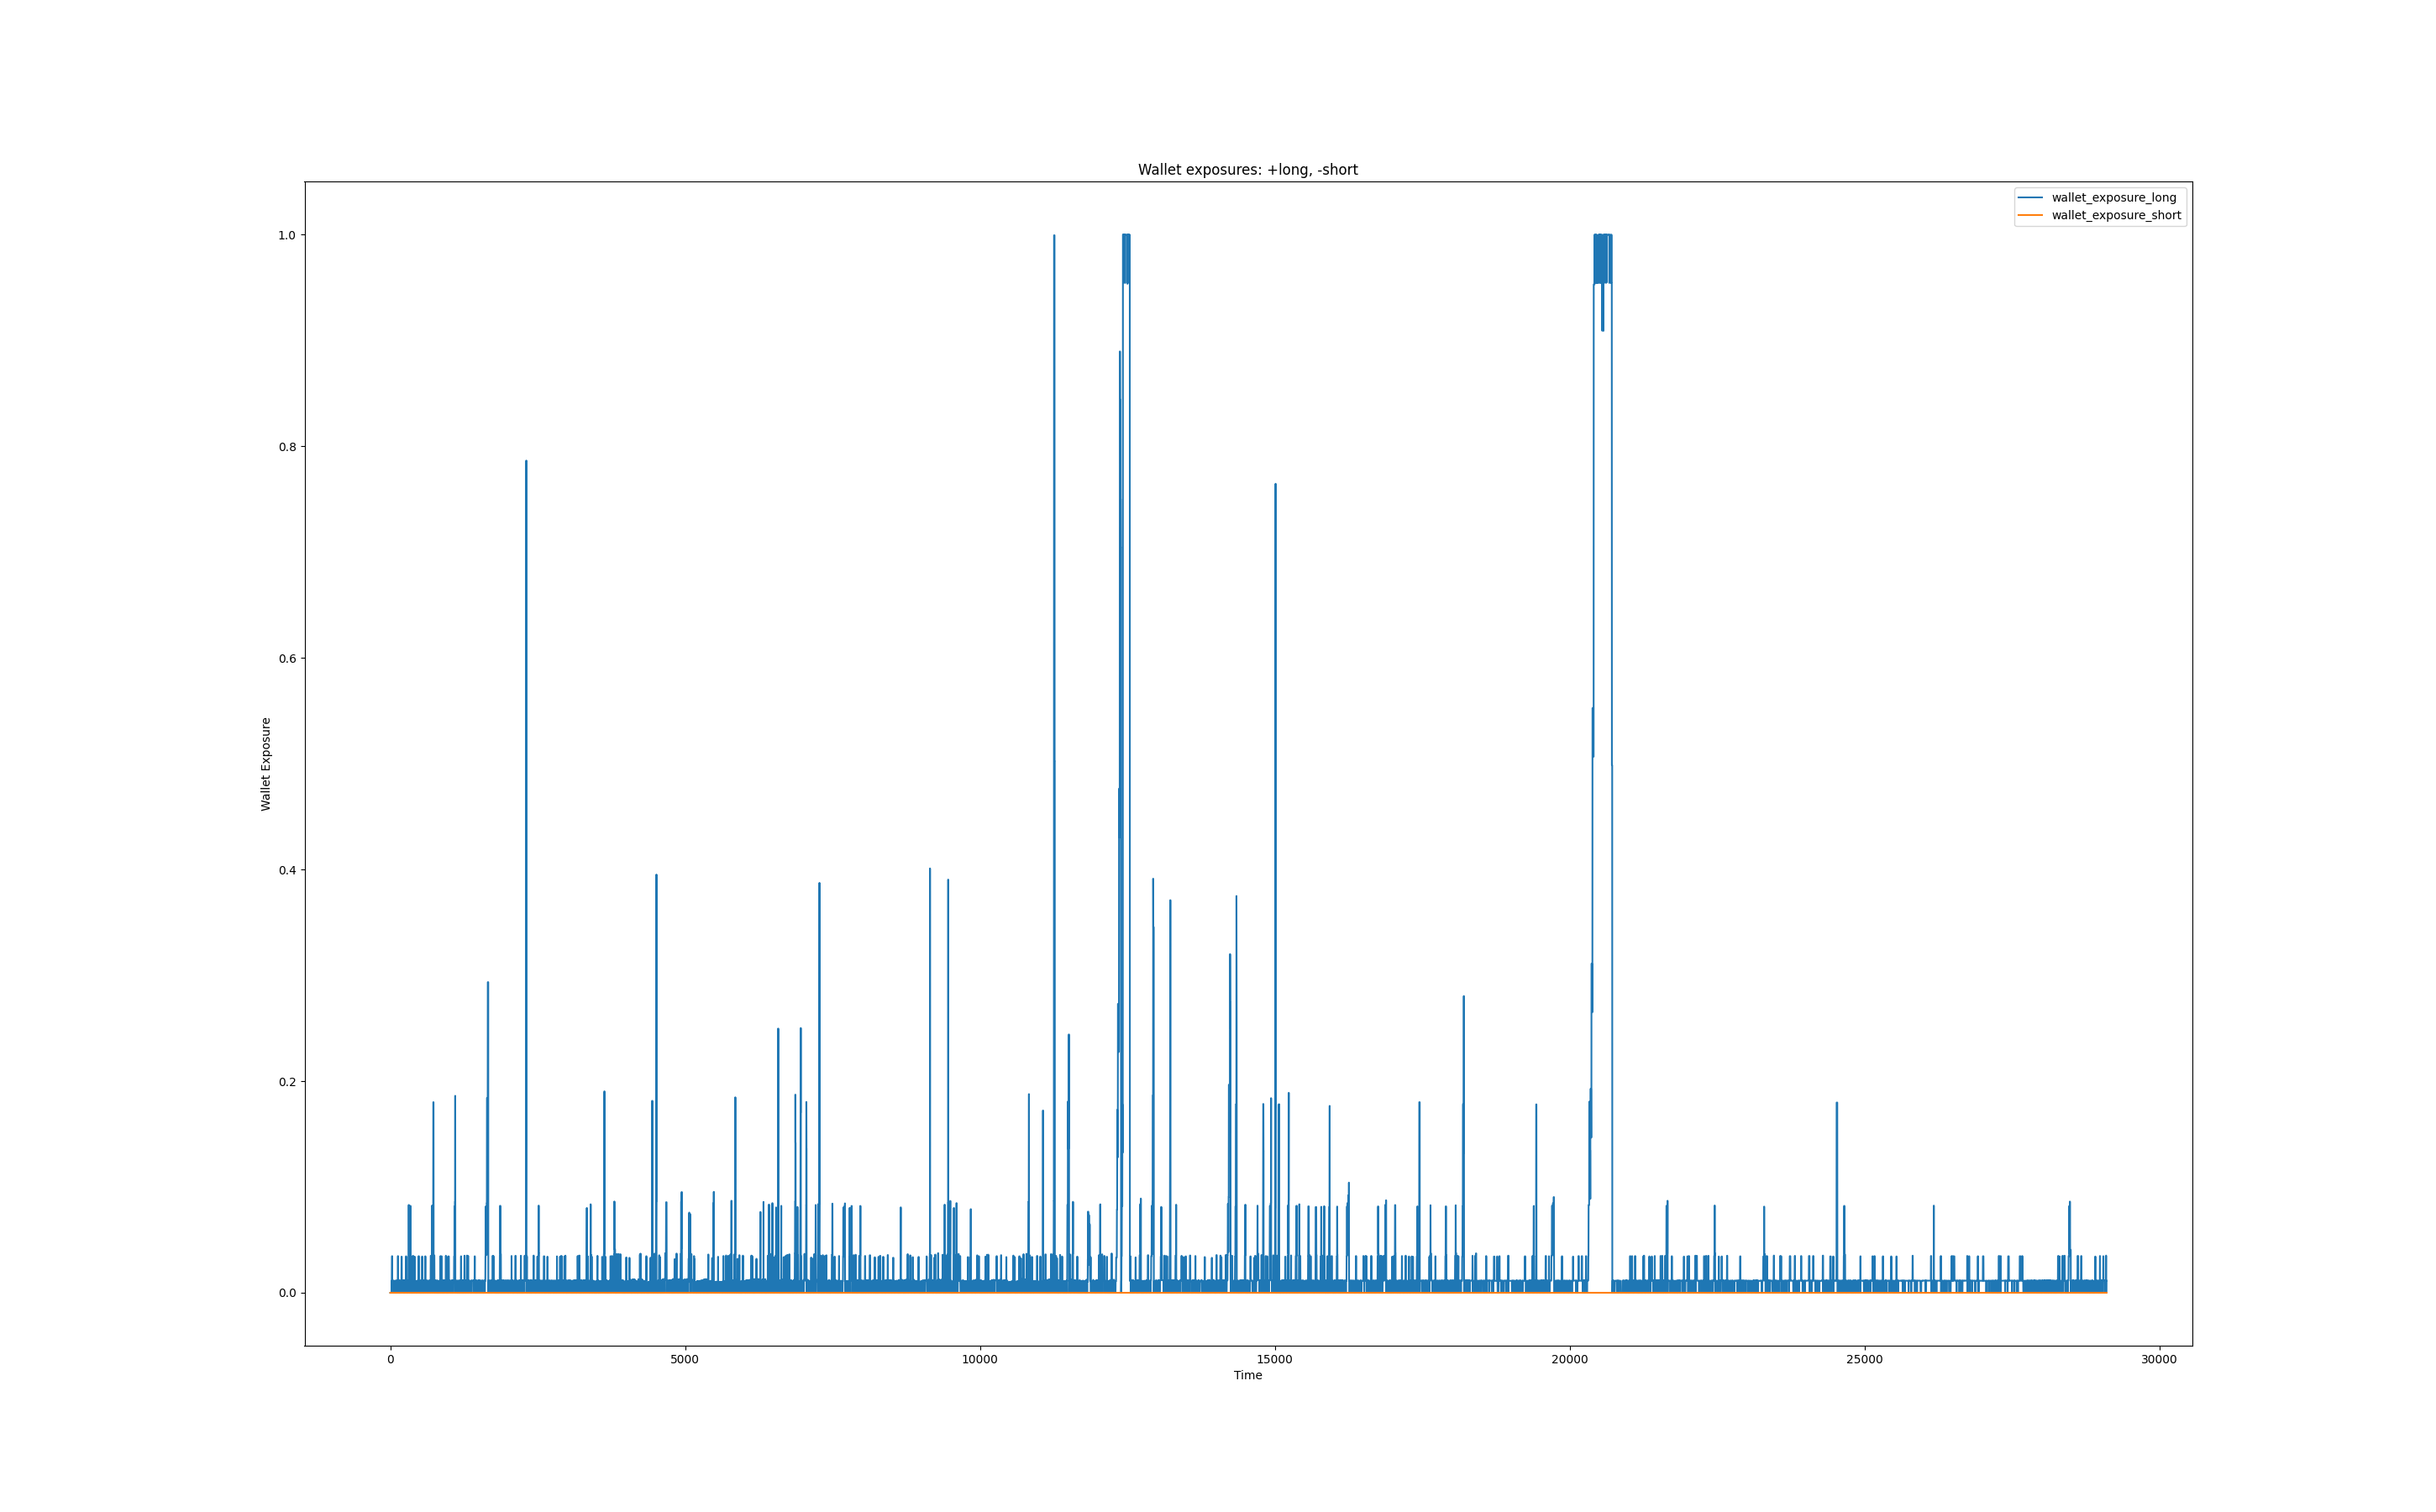 Wallet exposures: +long, -short
wallet_exposure_long
wallet_exposure_short
1.0
0.8
0.6
0.4
0.2
0.0
Wallet Exposure
0 5000 10000 15000 20000 25000 30000
Time